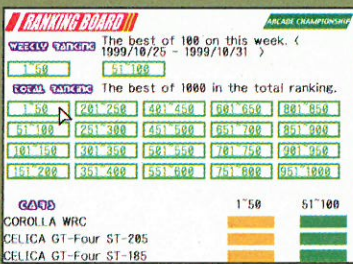 RANKING BOARD
ARCADE CHAMPIONSHIP
WEEKLY RANKING The best of 100 on this week. <
1999/10/25 - 1999/10/31 >
1~50 51~100
TOTAL RANKING The best of 1000 in the total ranking.
1~50 201~250 401~450 601~650 801~850
51~100 251~300 451~500 651~700 851~900
101~150 301~350 501~550 701~750 901~950
151~200 351~400 551~600 751~800 951~1000
CARS 1~50 51~100
COROLLA WRC
CELICA GT-Four ST-205
CELICA GT-Four ST-185